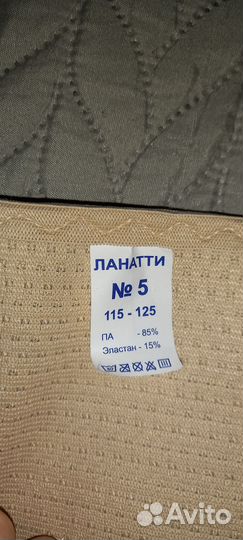 ЛАНАТТИ
№ 5
115 - 125
ПА - 85%
Эластан - 15%
Avito